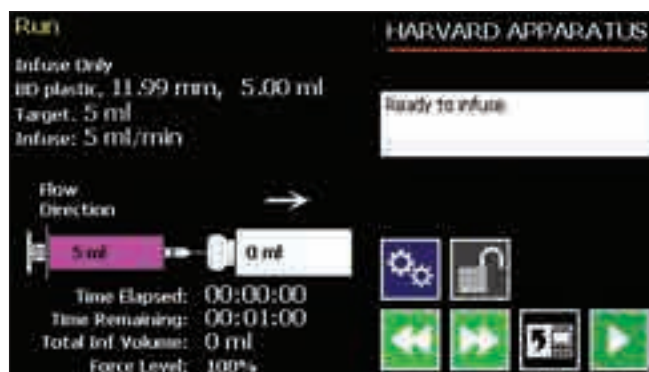 Run
HARVARD APPARATUS
Infuse Only
BD plastic, 11.99 mm, 5.00 ml
Target: 5 ml
Infuse: 5 ml/min
Ready to infuse
Flow
Direction
5 ml
0 ml
Time Elapsed: 00:00:00
Time Remaining: 00:01:00
Total Inf Volume: 0 ml
Force Level: 100%